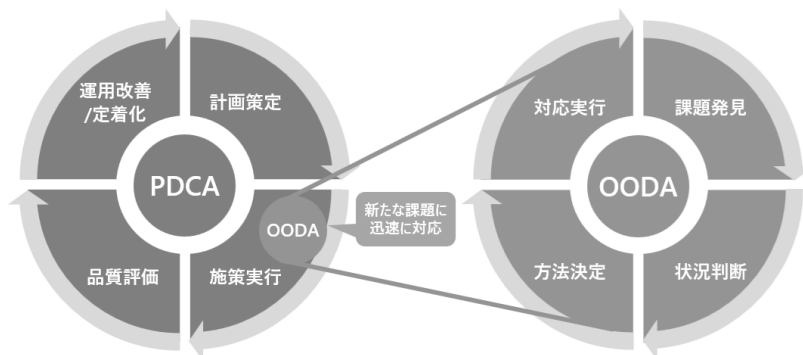 運用改善
/定着化
計画策定
PDCA
品質評価
施策実行
OODA
新たな課題に
迅速に対応
対応実行
課題発見
OODA
方法決定
状況判断